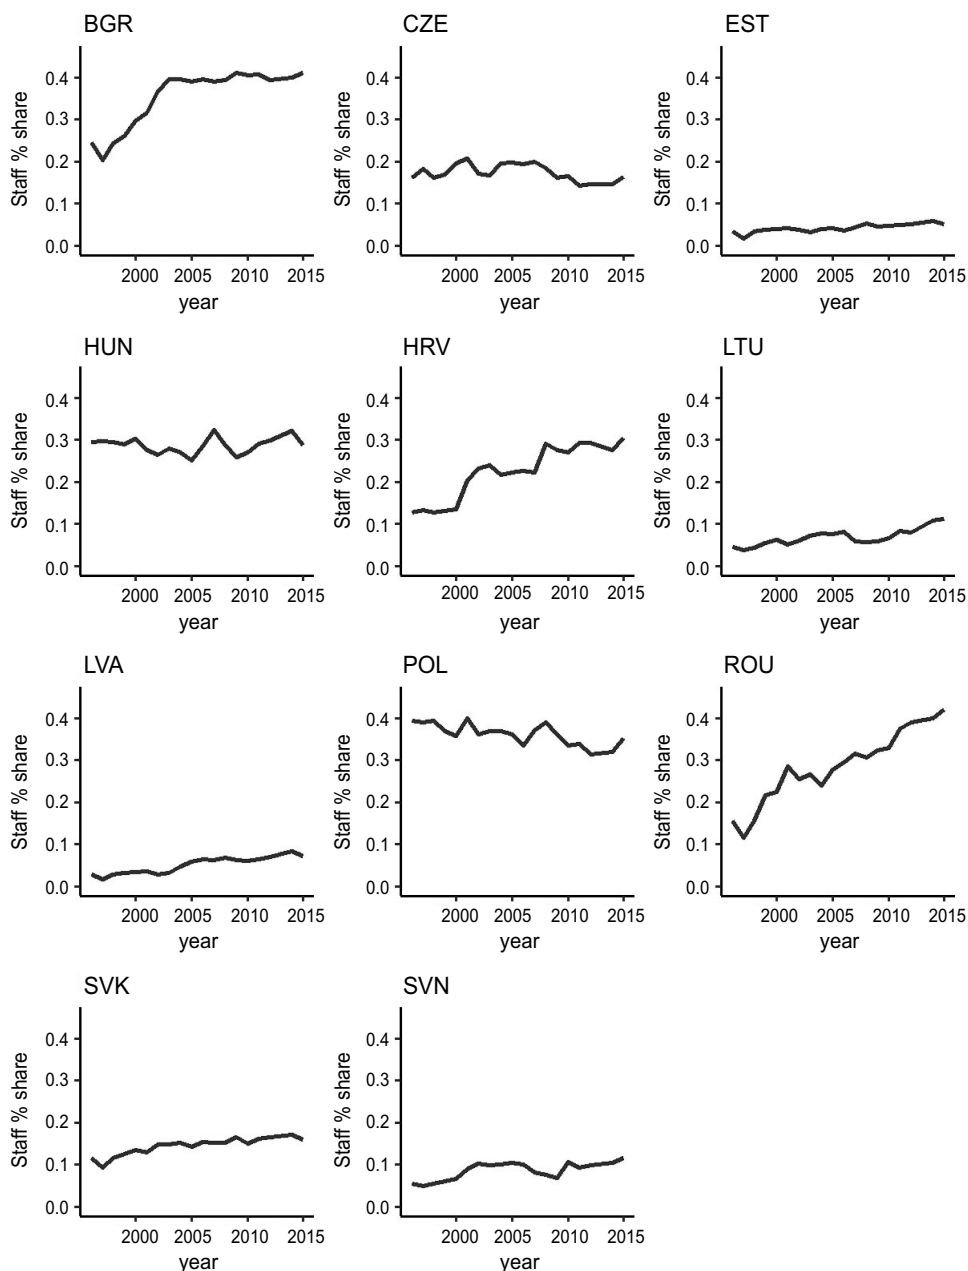 BGR CZE EST
Staff % share Staff % share Staff % share
0.4 0.4 0.4
0.3 0.3 0.3
0.2 0.2 0.2
0.1 0.1 0.1
0.0 0.0 0.0
2000 2005 2010 2015 2000 2005 2010 2015 2000 2005 2010 2015
year year year
HUN HRV LTU
Staff % share Staff % share Staff % share
0.4 0.4 0.4
0.3 0.3 0.3
0.2 0.2 0.2
0.1 0.1 0.1
0.0 0.0 0.0
2000 2005 2010 2015 2000 2005 2010 2015 2000 2005 2010 2015
year year year
LVA POL ROU
Staff % share Staff % share Staff % share
0.4 0.4 0.4
0.3 0.3 0.3
0.2 0.2 0.2
0.1 0.1 0.1
0.0 0.0 0.0
2000 2005 2010 2015 2000 2005 2010 2015 2000 2005 2010 2015
year year year
SVK SVN
Staff % share Staff % share
0.4 0.4
0.3 0.3
0.2 0.2
0.1 0.1
0.0 0.0
2000 2005 2010 2015 2000 2005 2010 2015
year year